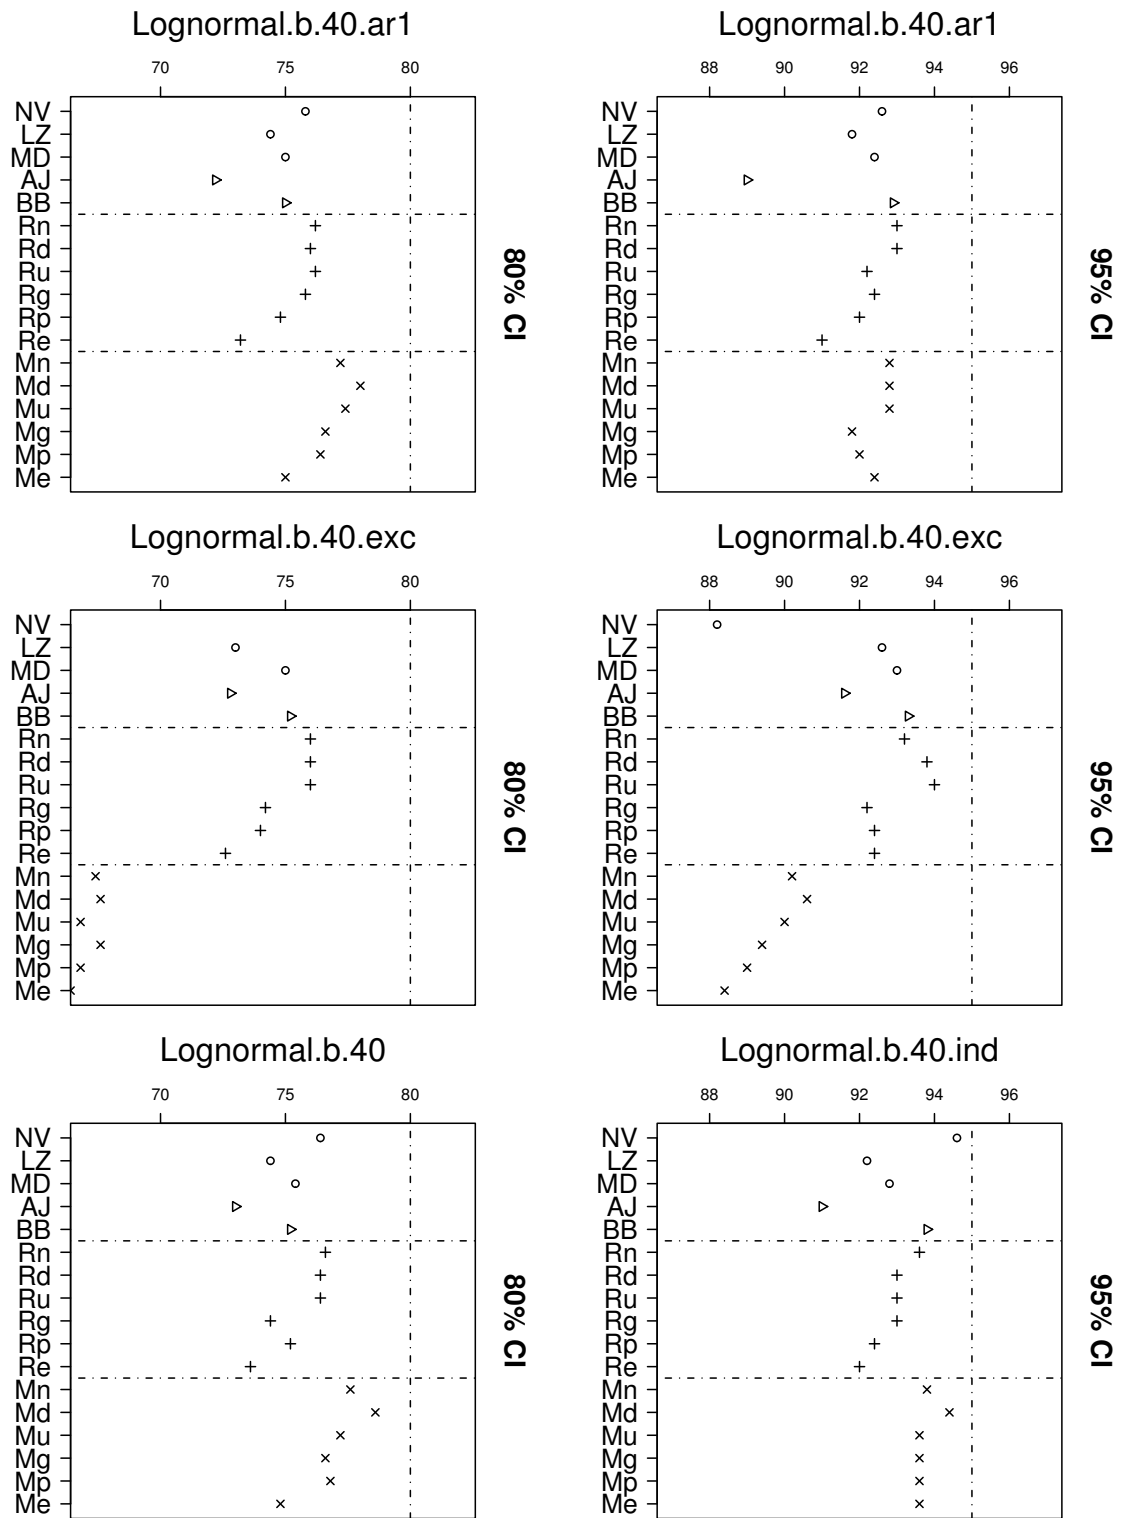 Lognormal.b.40.ar1
70 75 80
NV
LZ
MD
AJ
BB
Rn
Rd
Ru
Rg
Rp
Re
Mn
Md
Mu
Mg
Mp
Me
80% CI
Lognormal.b.40.ar1
88 90 92 94 96
NV
LZ
MD
AJ
BB
Rn
Rd
Ru
Rg
Rp
Re
Mn
Md
Mu
Mg
Mp
Me
95% CI
Lognormal.b.40.exc
70 75 80
NV
LZ
MD
AJ
BB
Rn
Rd
Ru
Rg
Rp
Re
Mn
Md
Mu
Mg
Mp
Me
80% CI
Lognormal.b.40.exc
88 90 92 94 96
NV
LZ
MD
AJ
BB
Rn
Rd
Ru
Rg
Rp
Re
Mn
Md
Mu
Mg
Mp
Me
95% CI
Lognormal.b.40
70 75 80
NV
LZ
MD
AJ
BB
Rn
Rd
Ru
Rg
Rp
Re
Mn
Md
Mu
Mg
Mp
Me
80% CI
Lognormal.b.40.ind
88 90 92 94 96
NV
LZ
MD
AJ
BB
Rn
Rd
Ru
Rg
Rp
Re
Mn
Md
Mu
Mg
Mp
Me
95% CI